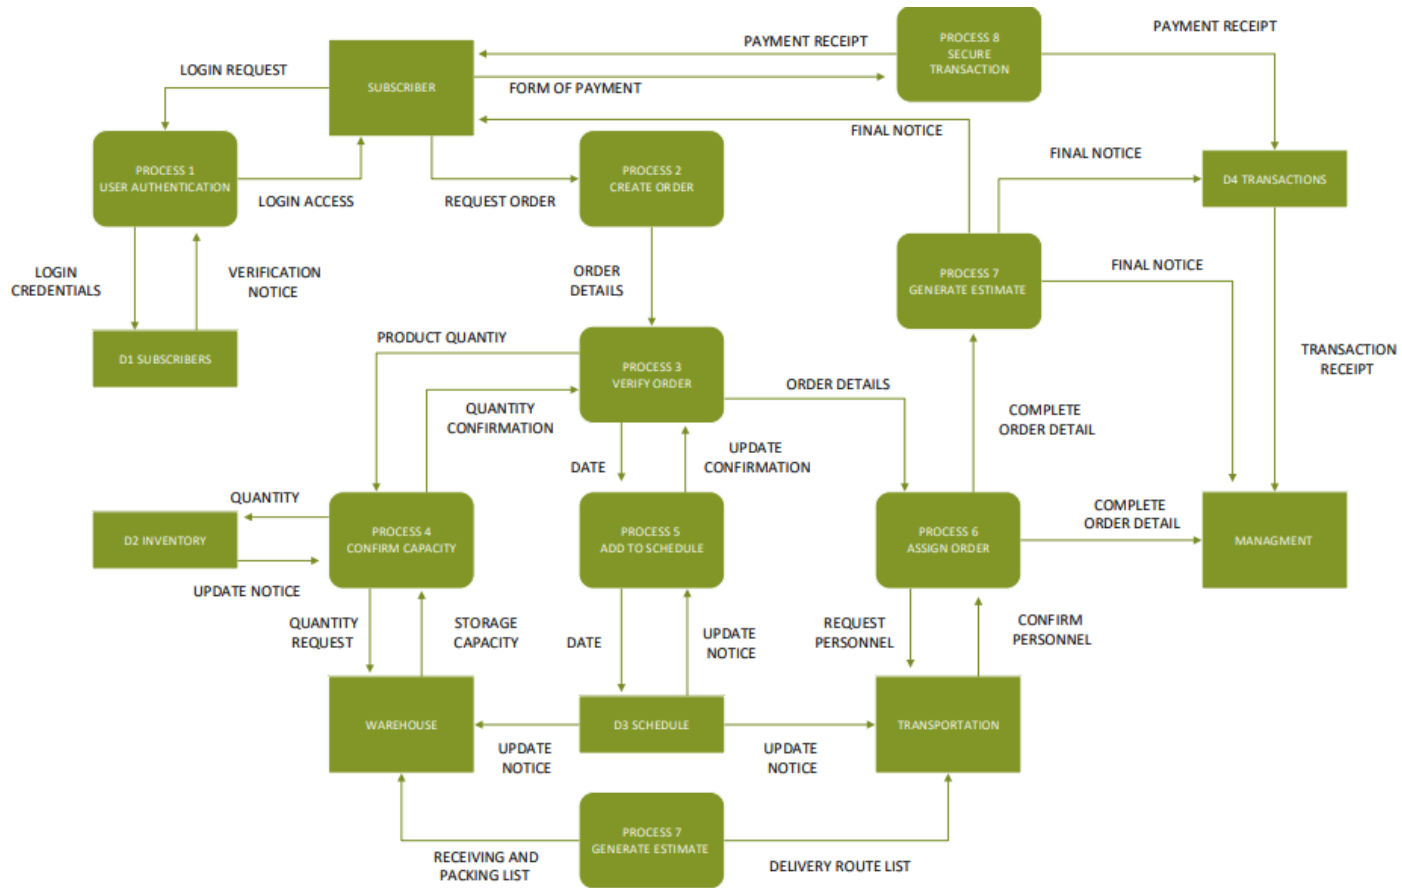 PAYMENT RECEIPT
PROCESS 8
SECURE
TRANSACTION
PAYMENT RECEIPT
LOGIN REQUEST
SUBSCRIBER
FORM OF PAYMENT
FINAL NOTICE
PROCESS 1
USER AUTHENTICATION
LOGIN ACCESS
REQUEST ORDER
PROCESS 2
CREATE ORDER
FINAL NOTICE
D4 TRANSACTIONS
LOGIN
CREDENTIALS
VERIFICATION
NOTICE
ORDER
DETAILS
PROCESS 7
GENERATE ESTIMATE
FINAL NOTICE
D1 SUBSCRIBERS
PRODUCT QUANTIY
PROCESS 3
VERIFY ORDER
ORDER DETAILS
TRANSACTION
RECEIPT
QUANTITY
CONFIRMATION
COMPLETE
ORDER DETAIL
DATE
UPDATE
CONFIRMATION
QUANTITY
D2 INVENTORY
UPDATE NOTICE
PROCESS 4
CONFIRM CAPACITY
PROCESS 5
ADD TO SCHEDULE
PROCESS 6
ASSIGN ORDER
COMPLETE
ORDER DETAIL
MANAGMENT
QUANTITY
REQUEST
STORAGE
CAPACITY
DATE
UPDATE
NOTICE
REQUEST
PERSONNEL
CONFIRM
PERSONNEL
WAREHOUSE
UPDATE
NOTICE
D3 SCHEDULE
UPDATE
NOTICE
TRANSPORTATION
RECEIVING AND
PACKING LIST
PROCESS 7
GENERATE ESTIMATE
DELIVERY ROUTE LIST